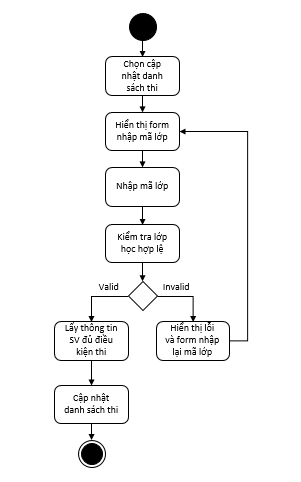 Chọn cập
nhật danh
sách thi
Hiển thị form
nhập mã lớp
Nhập mã lớp
Kiểm tra lớp
học hợp lệ
Valid
Invalid
Lấy thông tin
SV đủ điều
kiện thi
Hiển thị lỗi
và form nhập
lại mã lớp
Cập nhật
danh sách thi